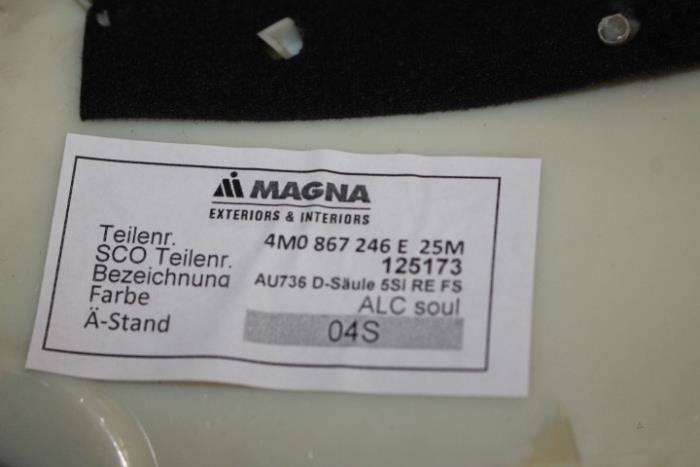 MAGNA
EXTERIORS & INTERIORS
Teilenr. 4M0 867 246 E 25M
SCO Teilenr. 125173
Bezeichnung AU736 D-Säule 5SI RE FS
Farbe ALC soul
Ä-Stand 04S